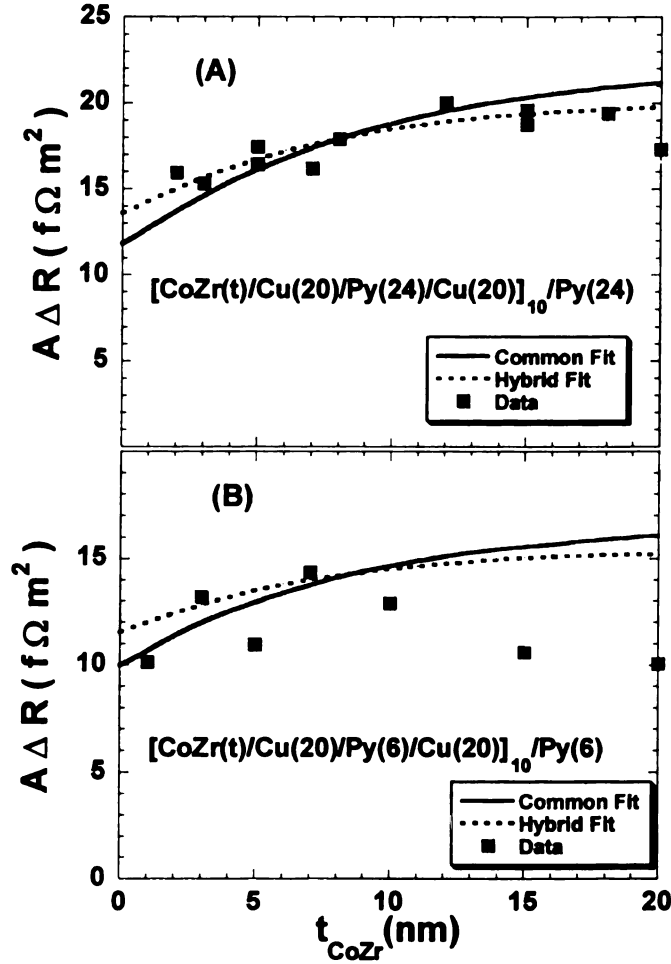 25
(A)
20
15
A Δ R ( f Ω m²)
10
[CoZr(t)/Cu(20)/Py(24)/Cu(20)]₁₀/Py(24)
5
Common Fit
Hybrid Fit
Data
(B)
15
A Δ R ( f Ω m²)
10
[CoZr(t)/Cu(20)/Py(6)/Cu(20)]₁₀/Py(6)
5
Common Fit
Hybrid Fit
Data
0
0 5 10 15 20
t_CoZr (nm)